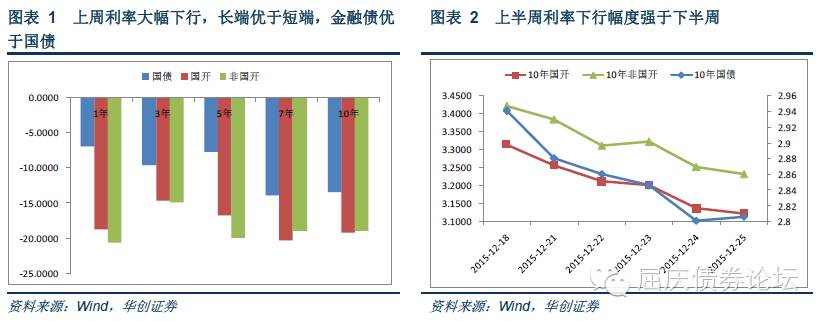 图表 1 上周利率大幅下行，长端优于短端，金融债优
于国债
国债 国开 非国开
0.0000
1年 3年 5年 7年 10年
-5.0000
-10.0000
-15.0000
-20.0000
-25.0000
资料来源：Wind，华创证券
图表 2 上半周利率下行幅度强于下半周
10年国开 10年非国开 10年国债
3.4500 2.96
3.4000 2.94
3.3500 2.92
3.3000 2.9
3.2500 2.88
3.2000 2.86
3.1500 2.84
3.1000 2.82
2.8
2015-12-18 2015-12-21 2015-12-22 2015-12-23 2015-12-24 2015-12-25
屈庆债券论坛
资料来源：Wind，华创证券